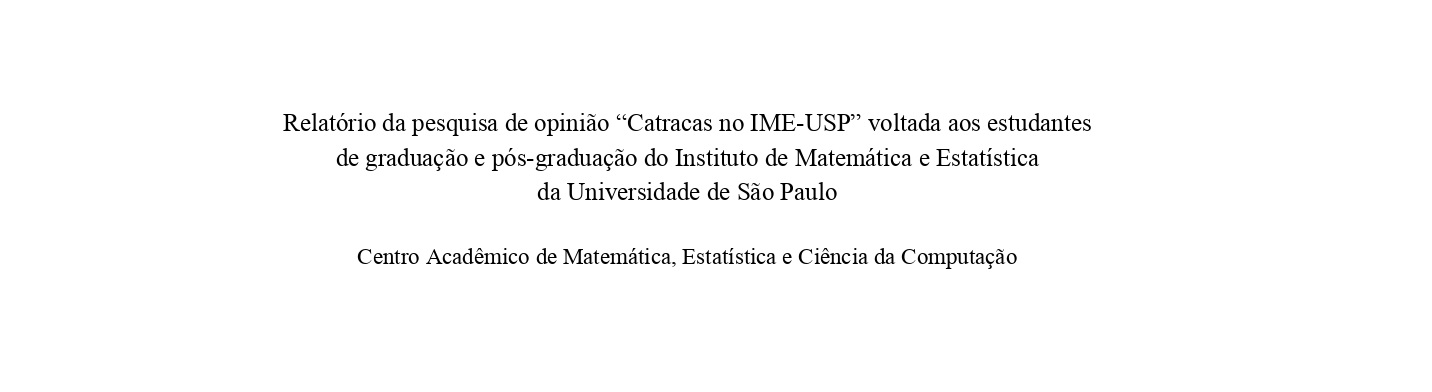 Relatório da pesquisa de opinião “Catracas no IME-USP” voltada aos estudantes
de graduação e pós-graduação do Instituto de Matemática e Estatística
da Universidade de São Paulo
Centro Acadêmico de Matemática, Estatística e Ciência da Computação